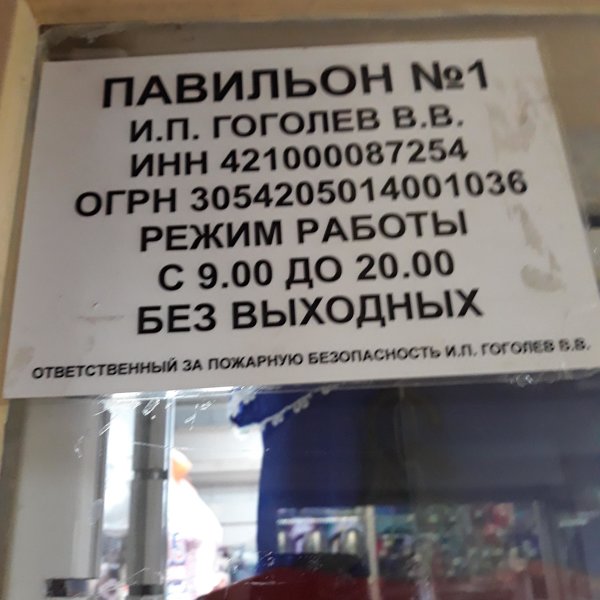 ПАВИЛЬОН №1
И.П. ГОГОЛЕВ В.В.
ИНН 421000087254
ОГРН 3054205014001036
РЕЖИМ РАБОТЫ
С 9.00 ДО 20.00
БЕЗ ВЫХОДНЫХ
ОТВЕТСТВЕННЫЙ ЗА ПОЖАРНУЮ БЕЗОПАСНОСТЬ И.П. ГОГОЛЕВ В.В.